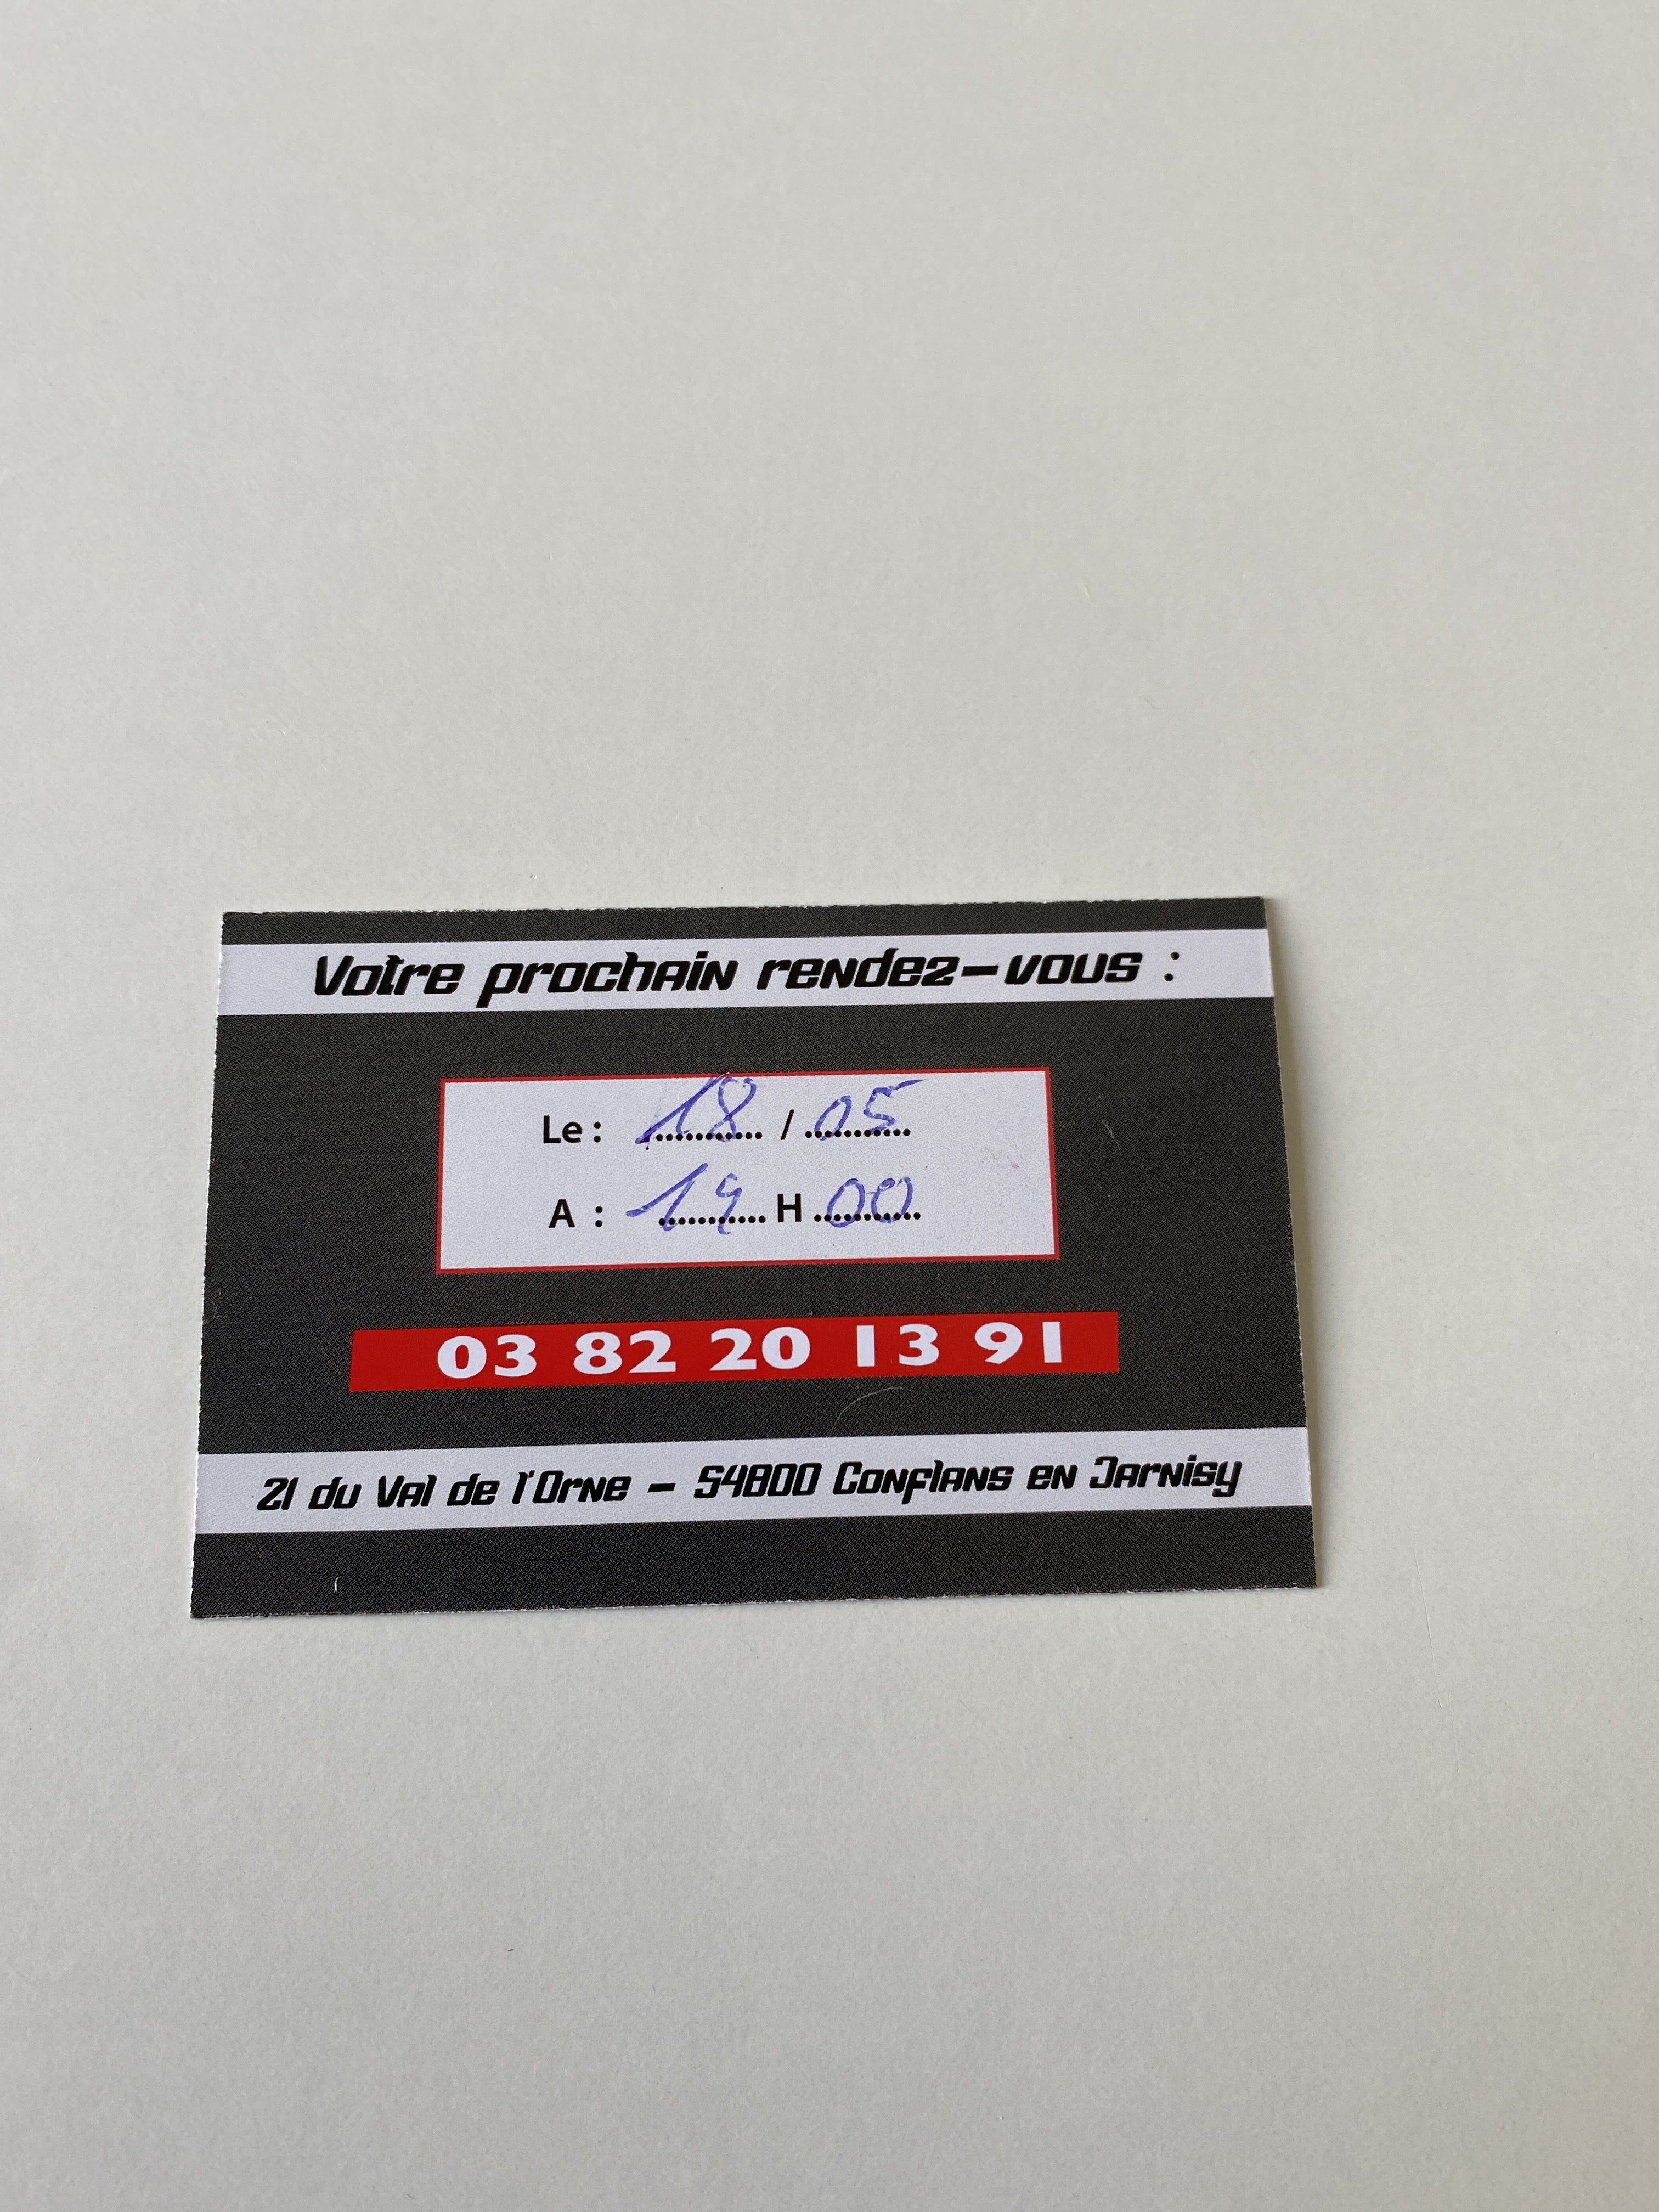 Votre prochain rendez-vous :
Le : 18 / 05
A : 19 H 00
03 82 20 13 91
ZI du Val de l'Orne - 54800 Conflans en Jarnisy